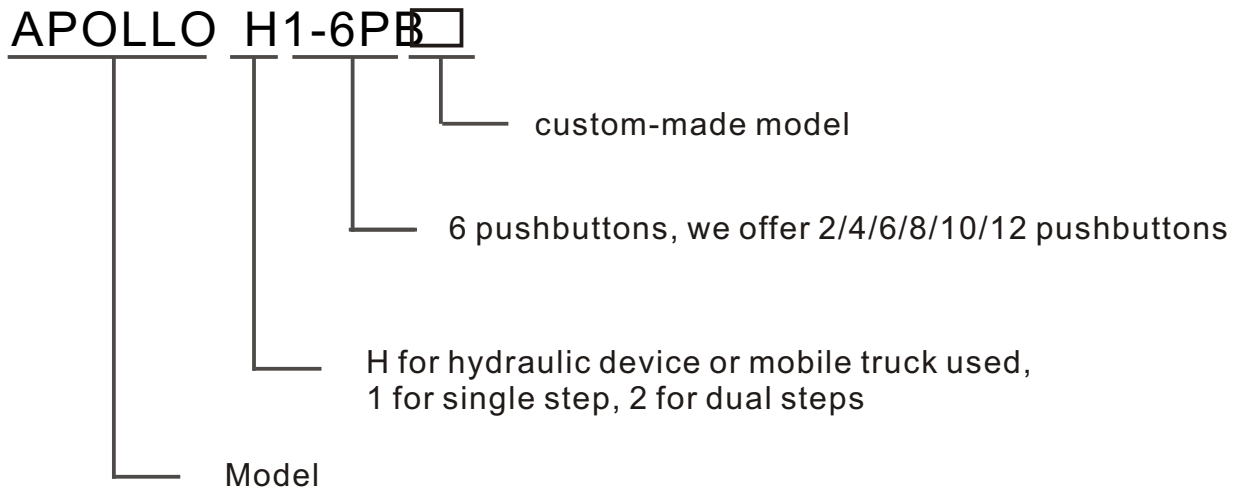 APOLLO H1-6PB□
custom-made model
6 pushbuttons, we offer 2/4/6/8/10/12 pushbuttons
H for hydraulic device or mobile truck used,
1 for single step, 2 for dual steps
Model